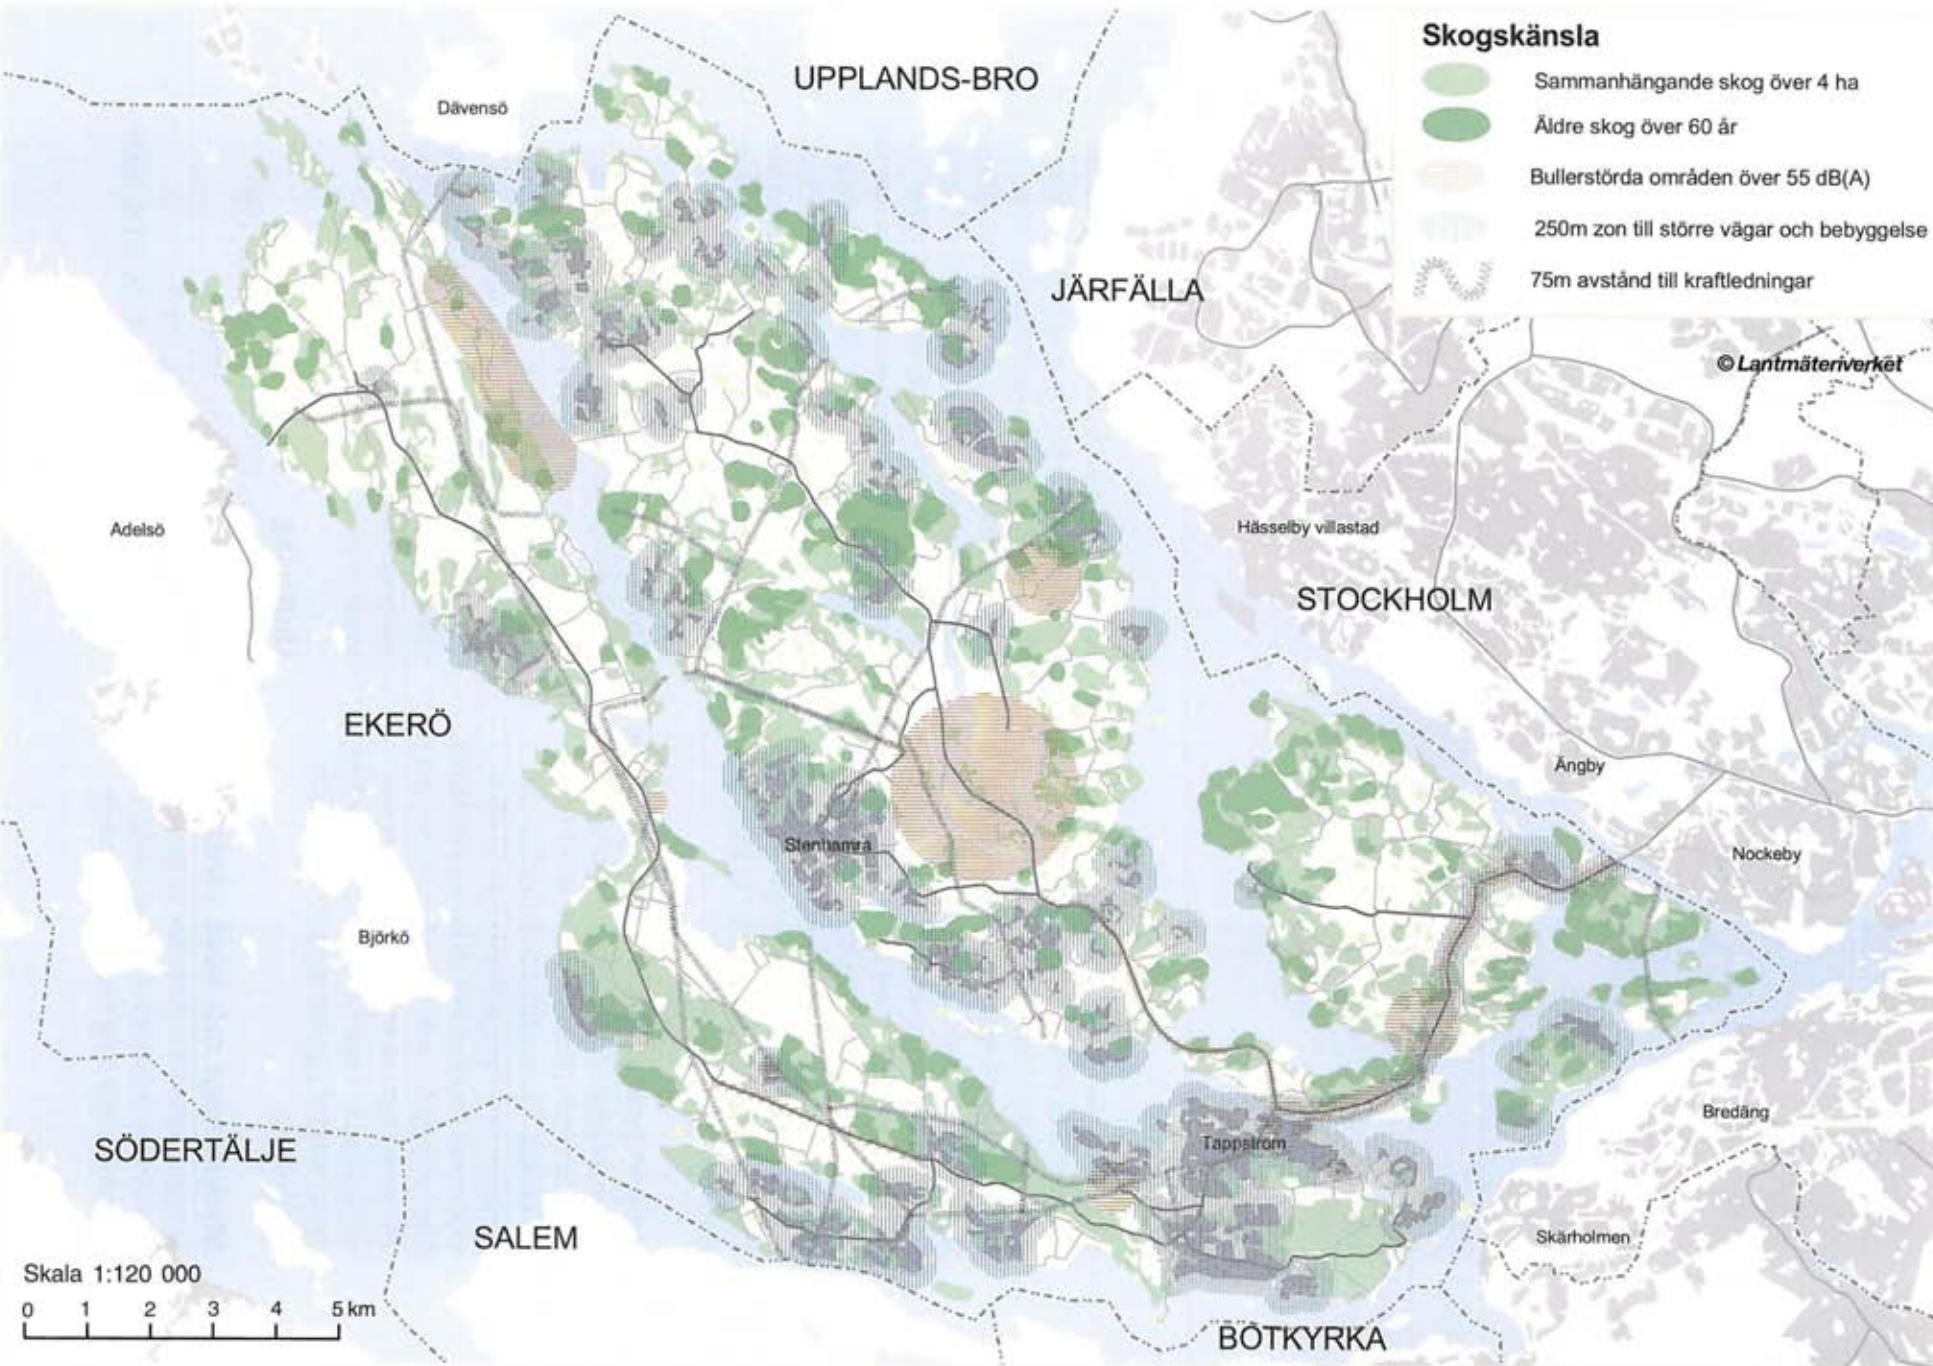 Skogskänsla
Sammanhängande skog över 4 ha
Äldre skog över 60 år
Bullerstörda områden över 55 dB(A)
250m zon till större vägar och bebyggelse
75m avstånd till kraftledningar
© Lantmäteriverket
UPPLANDS-BRO
Dävensö
JÄRFÄLLA
Adelsö
Hässelby villastad
STOCKHOLM
EKERÖ
Ängby
Stenhamra
Nockeby
Björkö
Bredäng
Tappström
SÖDERTÄLJE
SALEM
Skärholmen
Skala 1:120 000
0 1 2 3 4 5 km
BOTKYRKA